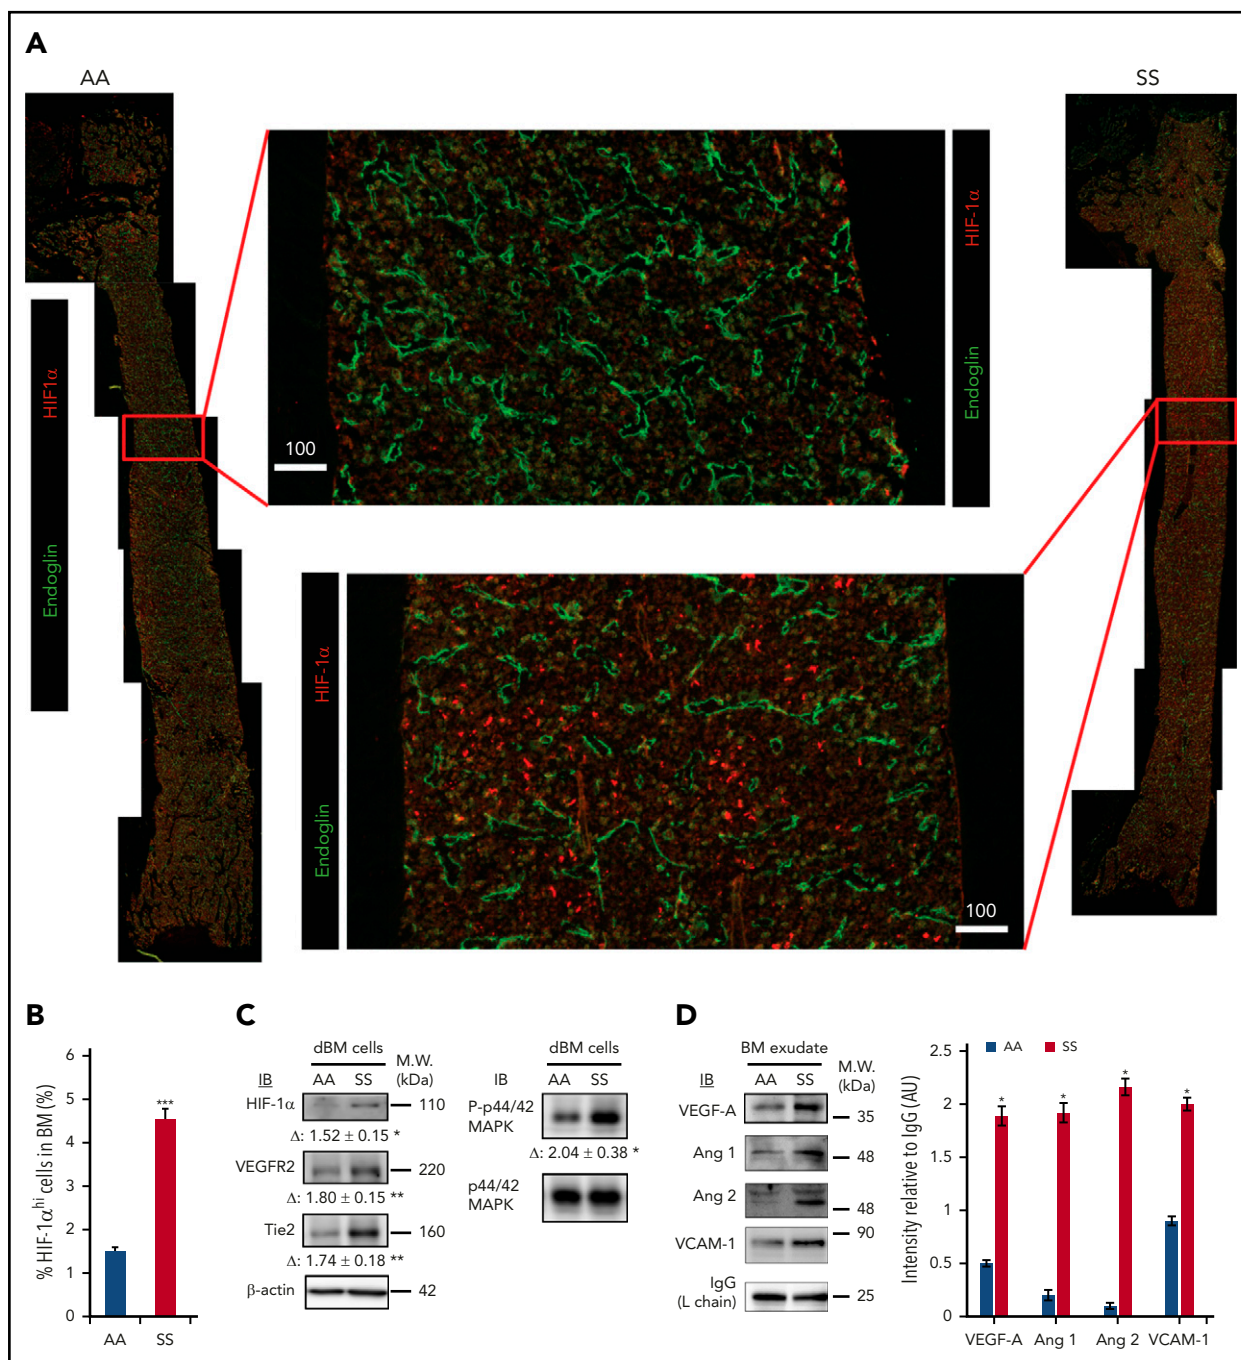 A
AA
SS
HIF1α
Endoglin
HIF-1α
Endoglin
100
HIF-1α
Endoglin
100
B
% HIF-1α^hi cells in BM (%)
6
5
4
3
2
1
0
***
AA
SS
C
dBM cells
M.W.
(kDa)
IB
AA
SS
HIF-1α
110
Δ: 1.52 ± 0.15 *
VEGFR2
220
Δ: 1.80 ± 0.15 **
Tie2
160
Δ: 1.74 ± 0.18 **
β-actin
42
dBM cells
IB
AA
SS
P-p44/42
MAPK
Δ: 2.04 ± 0.38 *
p44/42
MAPK
D
BM exudate
M.W.
(kDa)
IB
AA
SS
VEGF-A
35
Ang 1
48
Ang 2
48
VCAM-1
90
IgG
(L chain)
25
Intensity relative to IgG (AU)
AA
SS
2.5
2
1.5
1
0.5
0
*
*
*
*
VEGF-A
Ang 1
Ang 2
VCAM-1